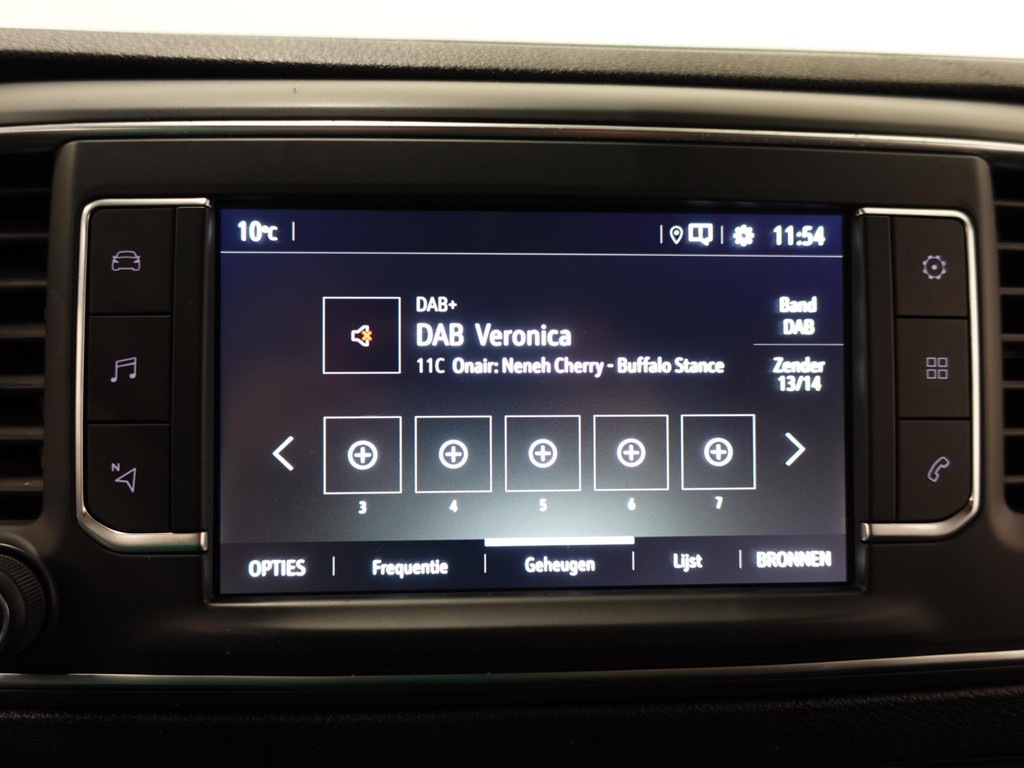 10°C
11:54
DAB+
DAB Veronica
11C Onair: Neneh Cherry - Buffalo Stance
Band
DAB
Zender
13/14
3 4 5 6 7
N
OPTIES Frequentie Geheugen Lijst BRONNEN